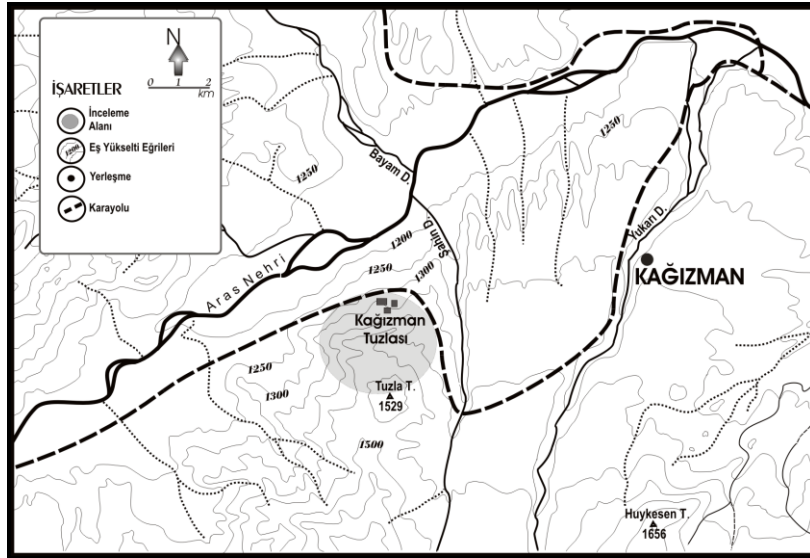 N
0 1 2
km
İŞARETLER
İnceleme
Alanı
1200
Eş Yükselti Eğrileri
Yerleşme
Karayolu
1250
Bayam D.
1250
Aras Nehri
1200
1250
Şahin D.
1300
Yukarı D.
KAĞIZMAN
Kağızman
Tuzlası
1250
1300
Tuzla T.
1529
1500
Huykesen T.
1656